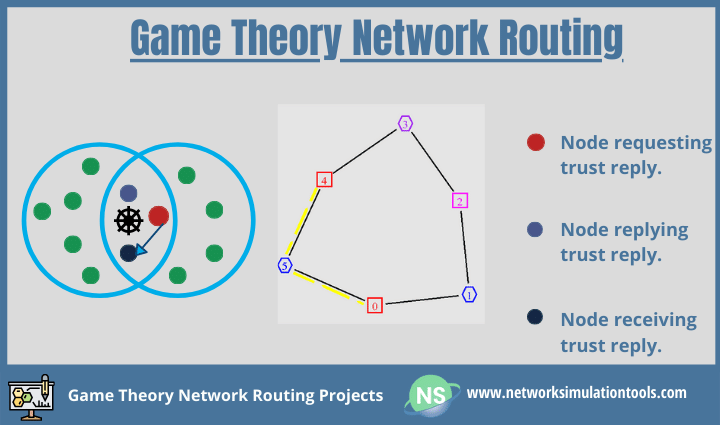 Game Theory Network Routing
3
4
2
5
1
0
Node requesting
trust reply.
Node replying
trust reply.
Node receiving
trust reply.
Game Theory Network Routing Projects
NS
www.networksimulationtools.com